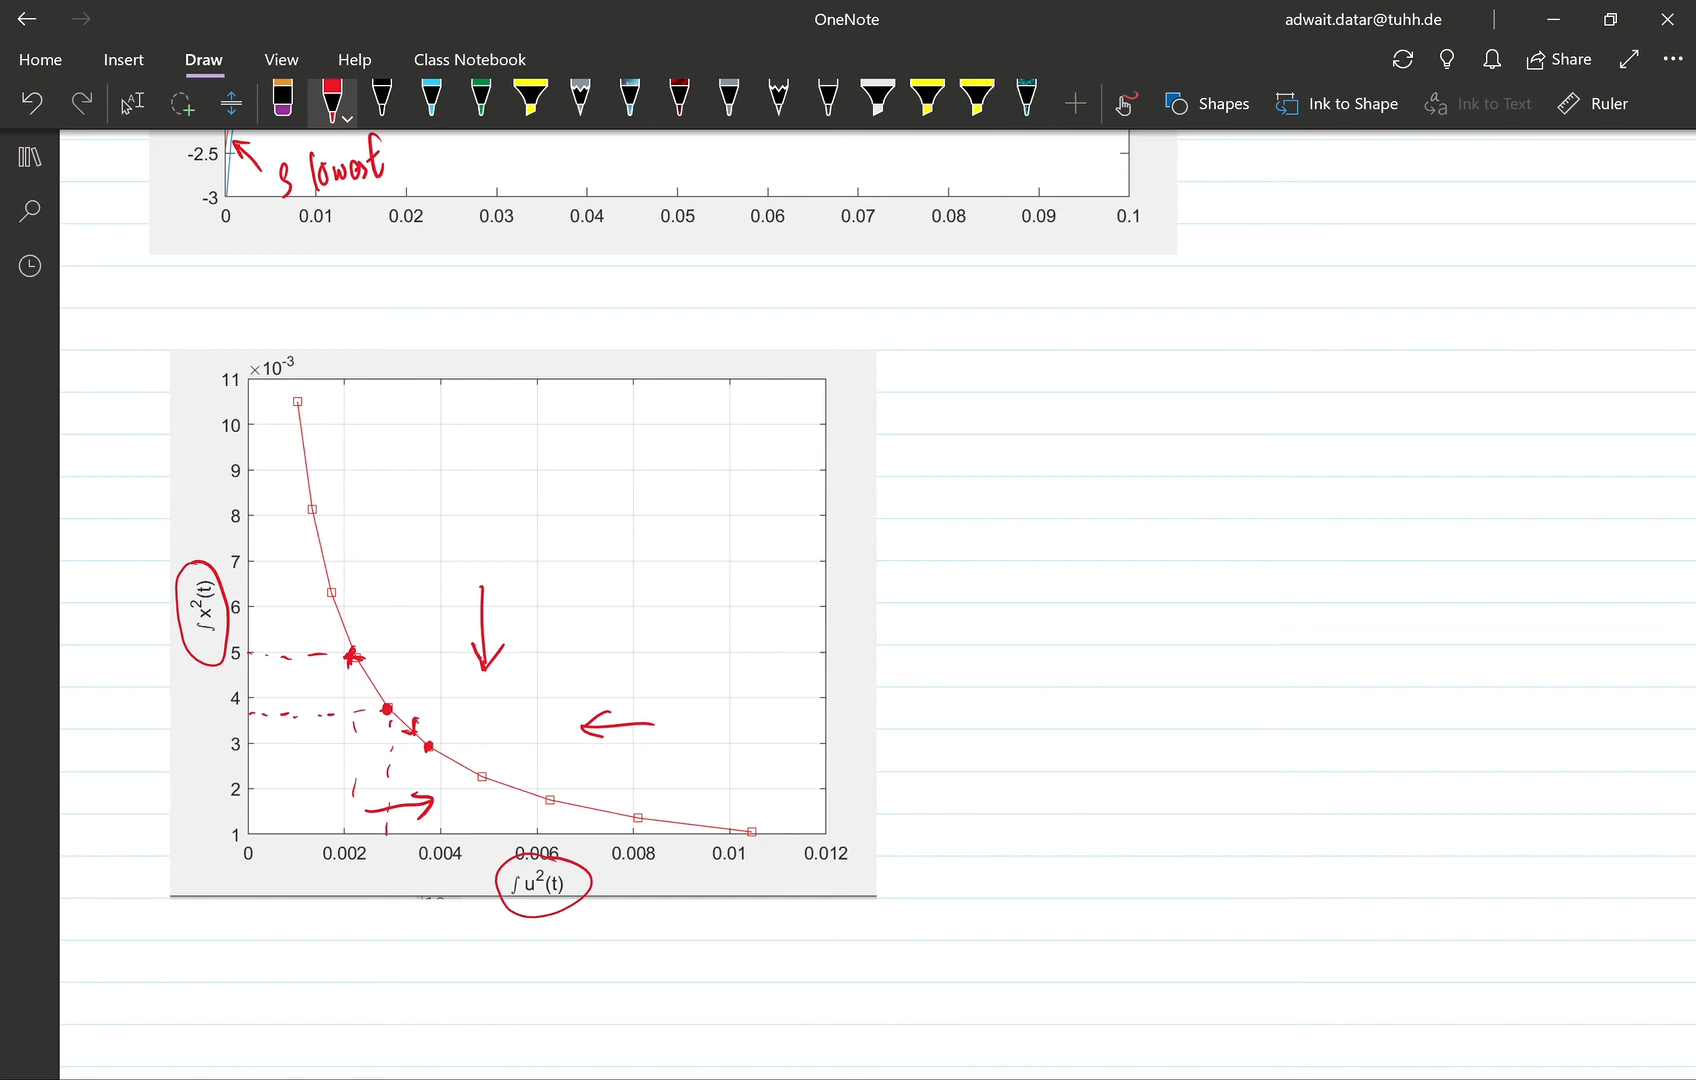 OneNote
adwait.datar@tuhh.de
Home
Insert
Draw
View
Help
Class Notebook
Share
Shapes
Ink to Shape
Ink to Text
Ruler
-2.5
lowest
-3
0 0.01 0.02 0.03 0.04 0.05 0.06 0.07 0.08 0.09 0.1
×10⁻³
11
10
9
8
7
6
5
4
3
2
1
∫ x²(t)
0 0.002 0.004 0.006 0.008 0.01 0.012
∫ u²(t)